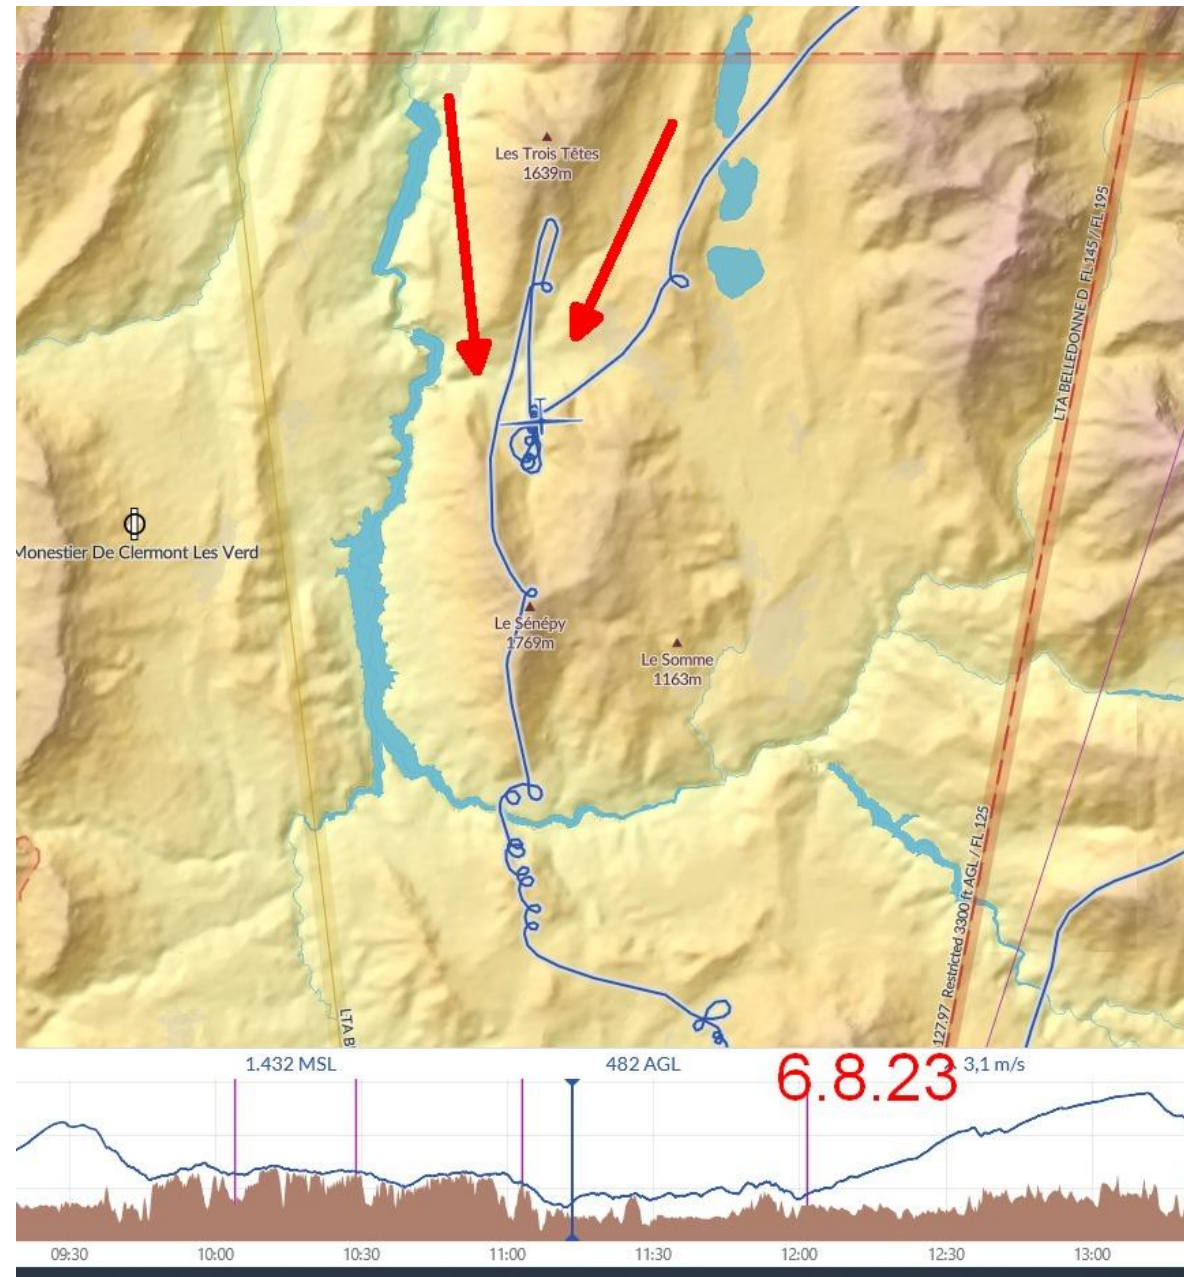 Les Trois Têtes
1639m
LTA BELLEDONNE D FL 145 / FL 195
Monestier De Clermont Les Verd
Le Sénépy
1769m
Le Somme
1163m
127.97 Restricted 3300 ft AGL / FL 125
LTA B
1.432 MSL
482 AGL
3,1 m/s
6.8.23
09:30
10:00
10:30
11:00
11:30
12:00
12:30
13:00